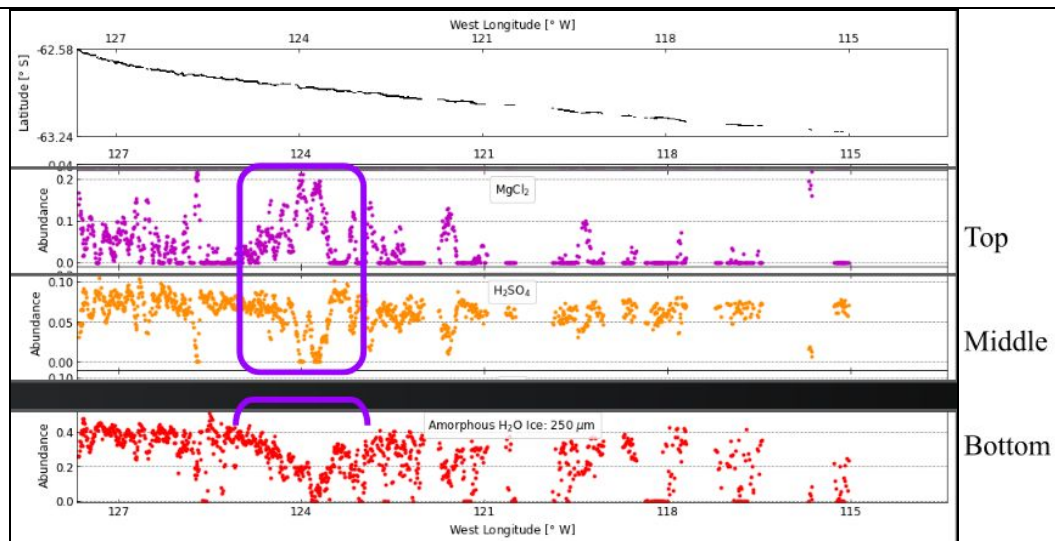 West Longitude [° W]
127 124 121 118 115
-62.58
Latitude [° S]
-63.24
127 124 121 118 115
0.04
0.2
MgCl₂
Abundance
0.1
0.0
Top
0.10
H₂SO₄
Abundance
0.05
0.00
Middle
0.10
Amorphous H₂O Ice: 250 μm
0.4
Abundance
0.2
0.0
Bottom
127 124 121 118 115
West Longitude [° W]